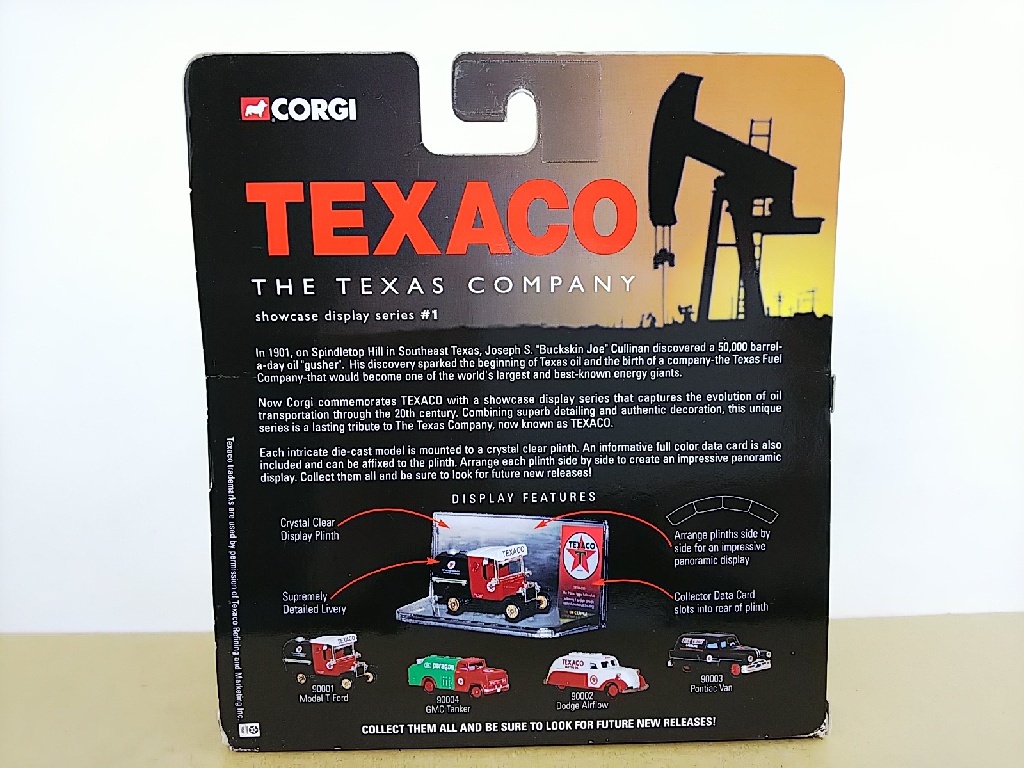 CORGI
TEXACO
THE TEXAS COMPANY
showcase display series #1
In 1901, on Spindletop Hill in Southeast Texas, Joseph S. "Buckskin Joe" Cullinan discovered a 50,000 barrel-
a-day oil "gusher". His discovery sparked the beginning of Texas oil and the birth of a company-the Texas Fuel
Company-that would become one of the world's largest and best-known energy giants.
Now Corgi commemorates TEXACO with a showcase display series that captures the evolution of oil
transportation through the 20th century. Combining superb detailing and authentic decoration, this unique
series is a lasting tribute to The Texas Company, now known as TEXACO.
Each intricate die-cast model is mounted to a crystal clear plinth. An informative full color data card is also
included and can be affixed to the plinth. Arrange each plinth side by side to create an impressive panoramic
display. Collect them all and be sure to look for future new releases!
DISPLAY FEATURES
Crystal Clear
Display Plinth
Arrange plinths side by
side for an impressive
panoramic display
TEXACO
TEXACO
T
Supremely
Detailed Livery
Collector Data Card
slots into rear of plinth
TEXACO
90001
Model T Ford
paragon
90004
GMC Tanker
TEXACO
90002
Dodge Airflow
90003
Pontiac Van
COLLECT THEM ALL AND BE SURE TO LOOK FOR FUTURE NEW RELEASES!
Texaco trademarks are used by permission of Texaco Refining and Marketing Inc.